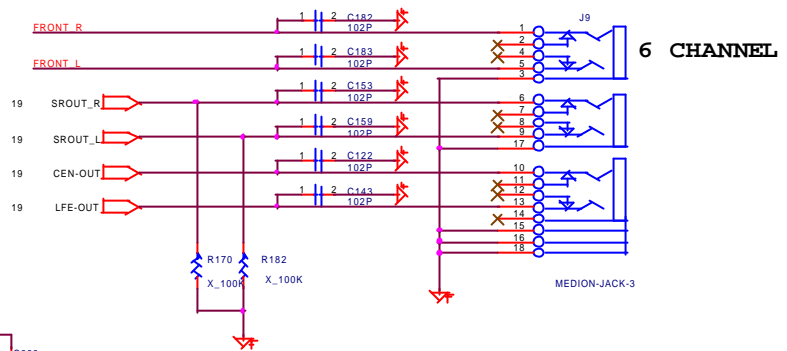 1 2 C182
102P
FRONT_R
1
J9
2
4
6 CHANNEL
1 2 C183
102P
FRONT_L
5
3
1 2 C153
102P
19 SROUT_R
6
7
8
1 2 C159
102P
19 SROUT_L
9
17
1 2 C122
102P
19 CEN-OUT
10
11
12
1 2 C143
102P
19 LFE-OUT
13
14
15
16
18
R170
X_100K
R182
X_100K
MEDION-JACK-3